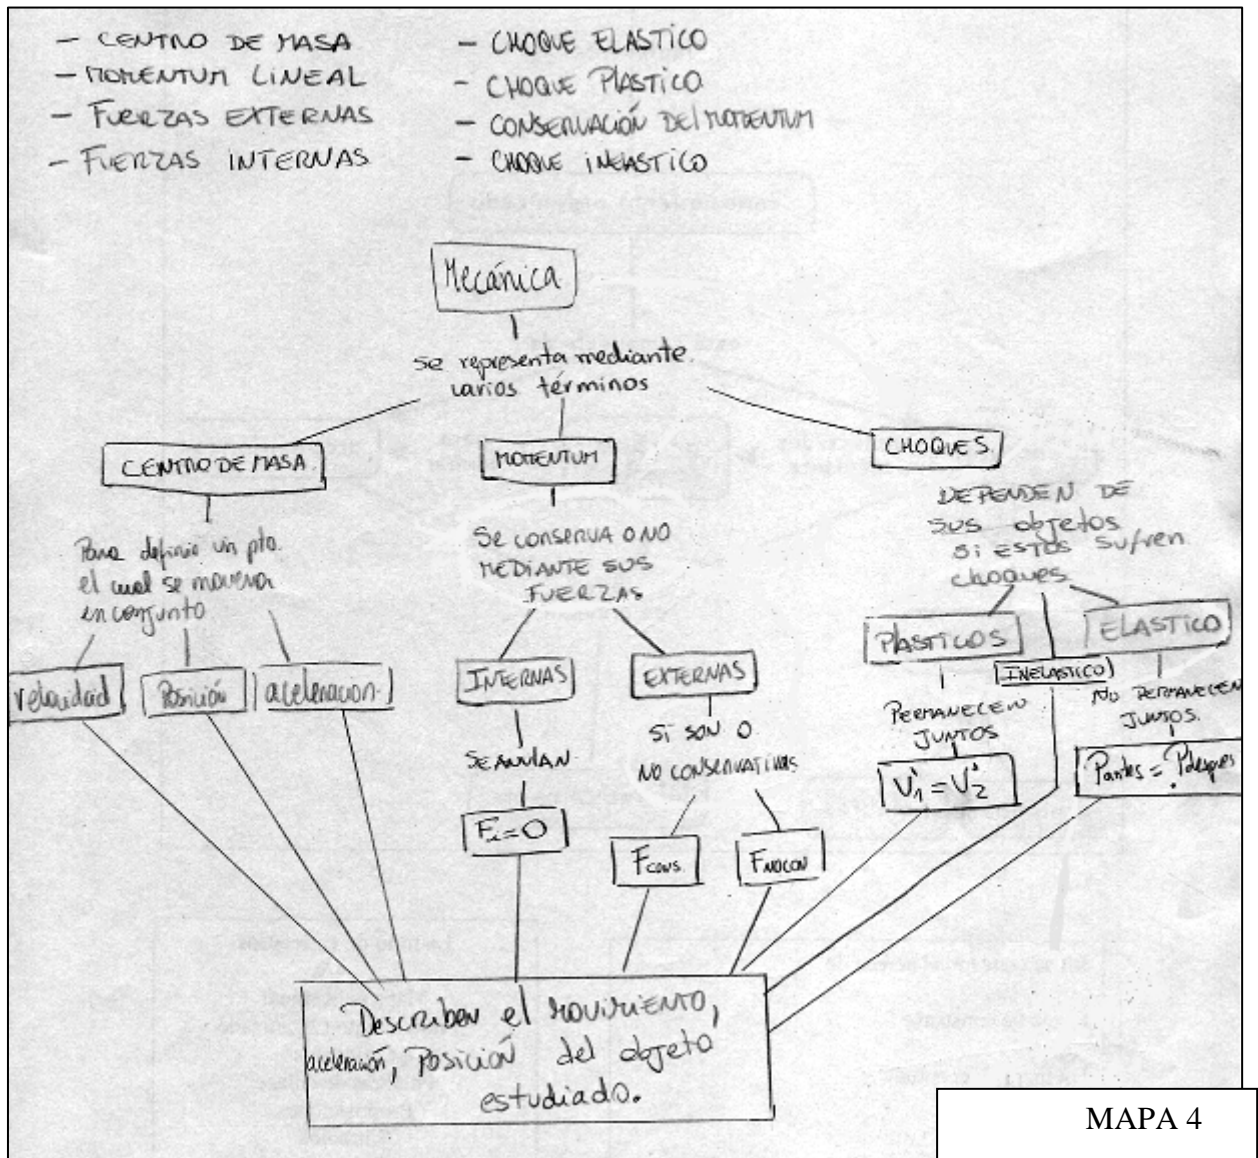 - CENTRO DE MASA
- MOMENTUM LINEAL
- FUERZAS EXTERNAS
- FUERZAS INTERNAS
- CHOQUE ELASTICO
- CHOQUE PLASTICO
- CONSERVACIÓN DEL MOMENTUM
- CHOQUE INELASTICO
Mecánica
se representa mediante
varios términos
CENTRO DE MASA
MOMENTUM
CHOQUES
Para definir un pto.
el cual se movera
en conjunto
SE CONSERVA O NO
MEDIANTE SUS
FUERZAS
DEPENDEN DE
SUS objetos
SI ESTOS SUFREN
CHOQUES
velocidad
Posición
aceleracion
INTERNAS
EXTERNAS
PLASTICOS
INELASTICO
ELASTICO
SE ANULAN
SI SON O
NO CONSERVATIVAS
PERMANECEN
JUNTOS
NO PERMANECEN
JUNTOS.
Fi=0
FCONS.
FNOCON
V'1=V'2
Pantes = Pdespues
Describen el MOVIMIENTO,
aceleración, POSICIÓN del objeto
estudiado.
MAPA 4